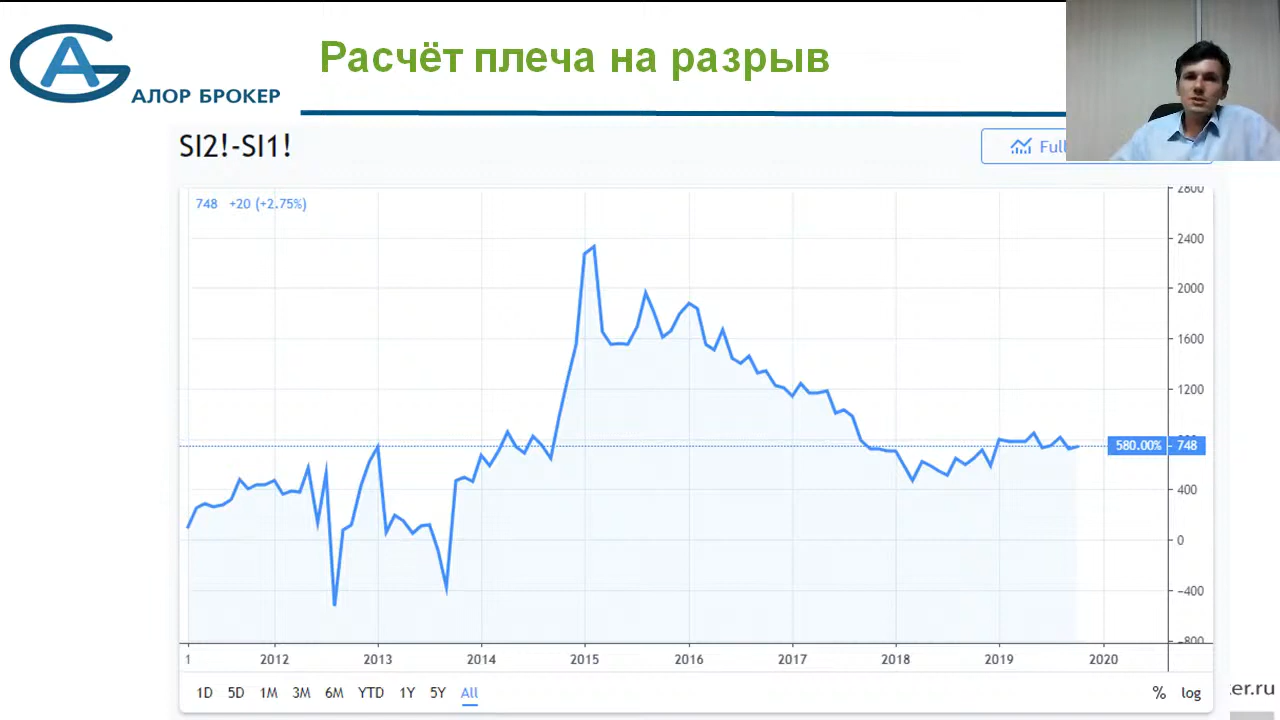 Расчёт плеча на разрыв
АЛОР БРОКЕР
SI2!-SI1!
Full
748 +20 (+2.75%)
2800
2400
2000
1600
1200
580.00% 748
400
0
-400
-800
1 2012 2013 2014 2015 2016 2017 2018 2019 2020
1D 5D 1M 3M 6M YTD 1Y 5Y All % log
er.ru